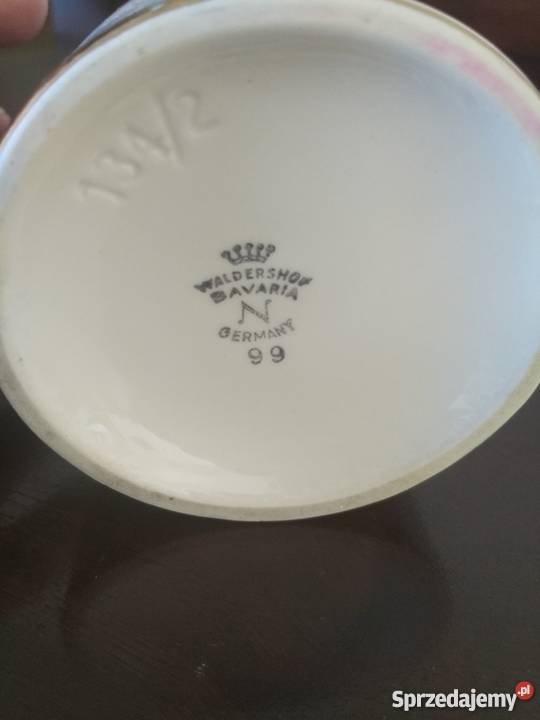 134/2
WALDERSHOF
BAVARIA
N
GERMANY
99
Sprzedajemy.pl